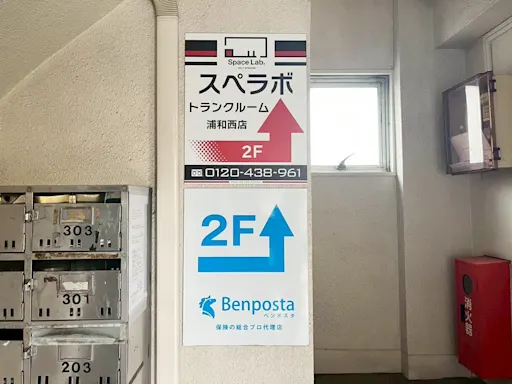 Space Lab.
スペラボ
トランクルーム
浦和西店
2F
0120-438-961
2F
Benposta
ベンポスタ
保険の総合プロ代理店
303
301
203
消火器